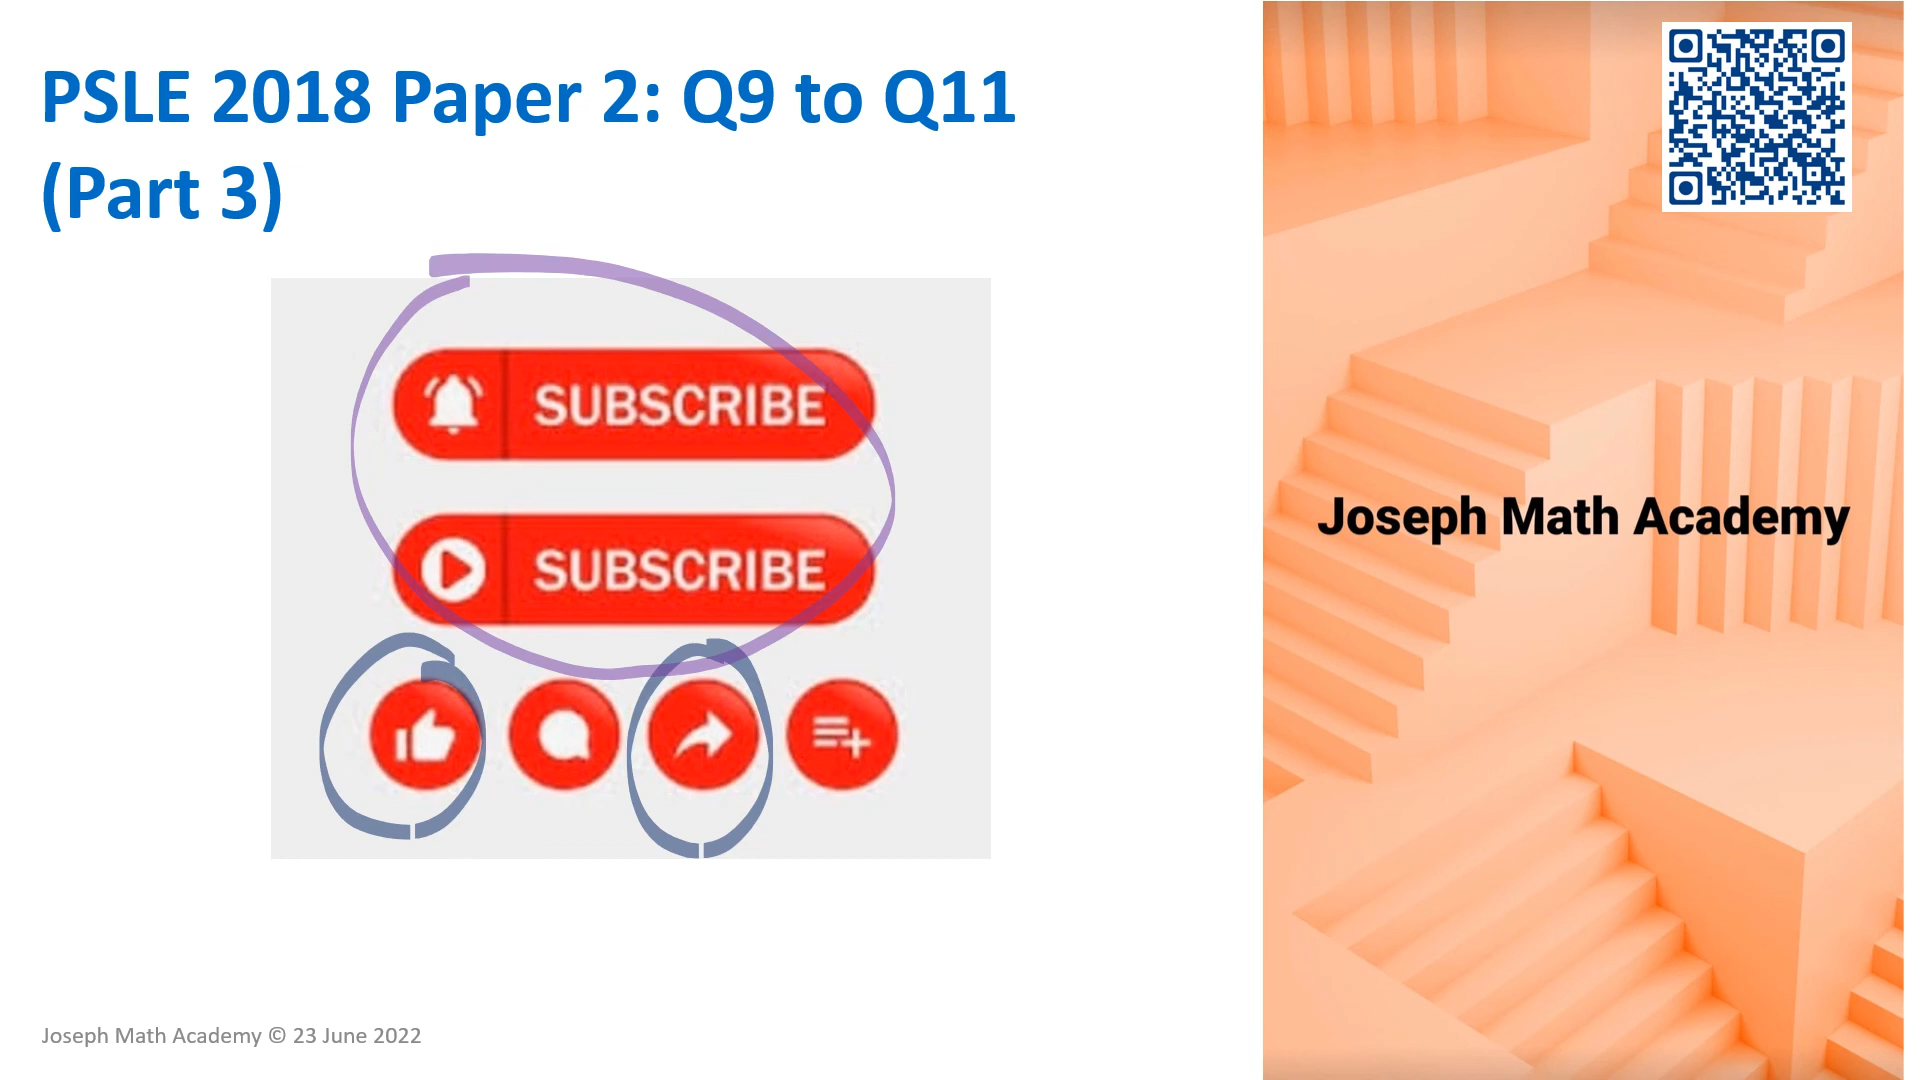 PSLE 2018 Paper 2: Q9 to Q11
(Part 3)
SUBSCRIBE
SUBSCRIBE
Joseph Math Academy
Joseph Math Academy © 23 June 2022